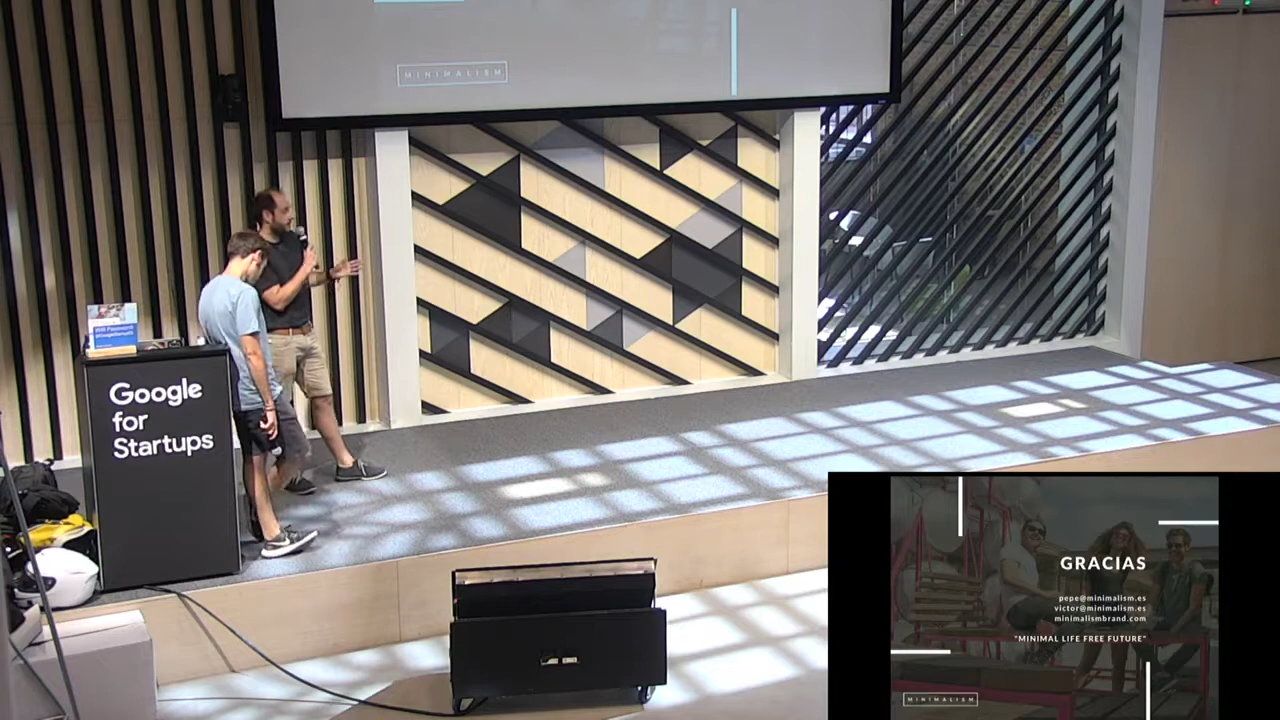 MINIMALISM
Google
for
Startups
GRACIAS
pepe@minimalism.es
victor@minimalism.es
minimalismbrand.com
"MINIMAL LIFE FREE FUTURE"
MINIMALISM